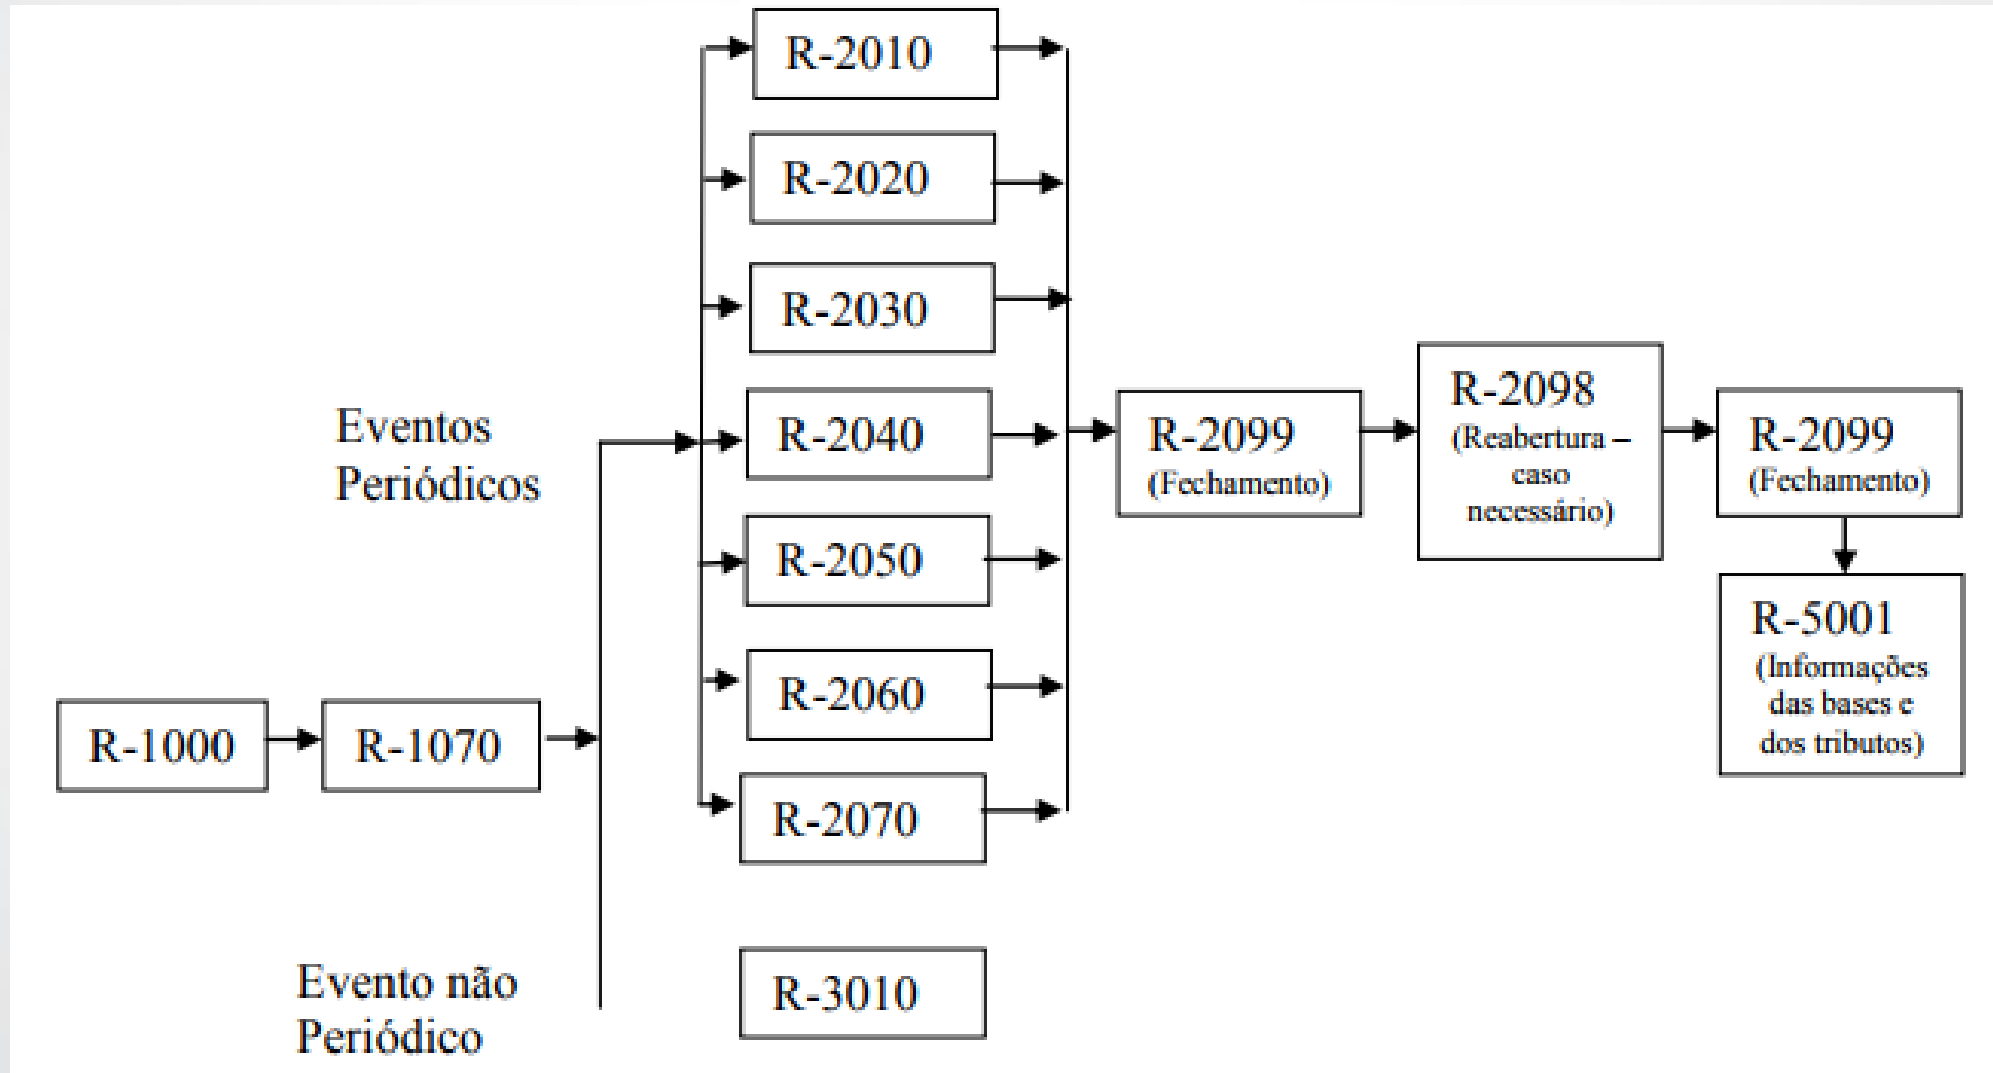 R-2010
R-2020
R-2030
Eventos
Periódicos
R-2040
R-2050
R-2060
R-2070
R-1000
R-1070
R-2099
(Fechamento)
R-2098
(Reabertura –
caso
necessário)
R-2099
(Fechamento)
R-5001
(Informações
das bases e
dos tributos)
Evento não
Periódico
R-3010